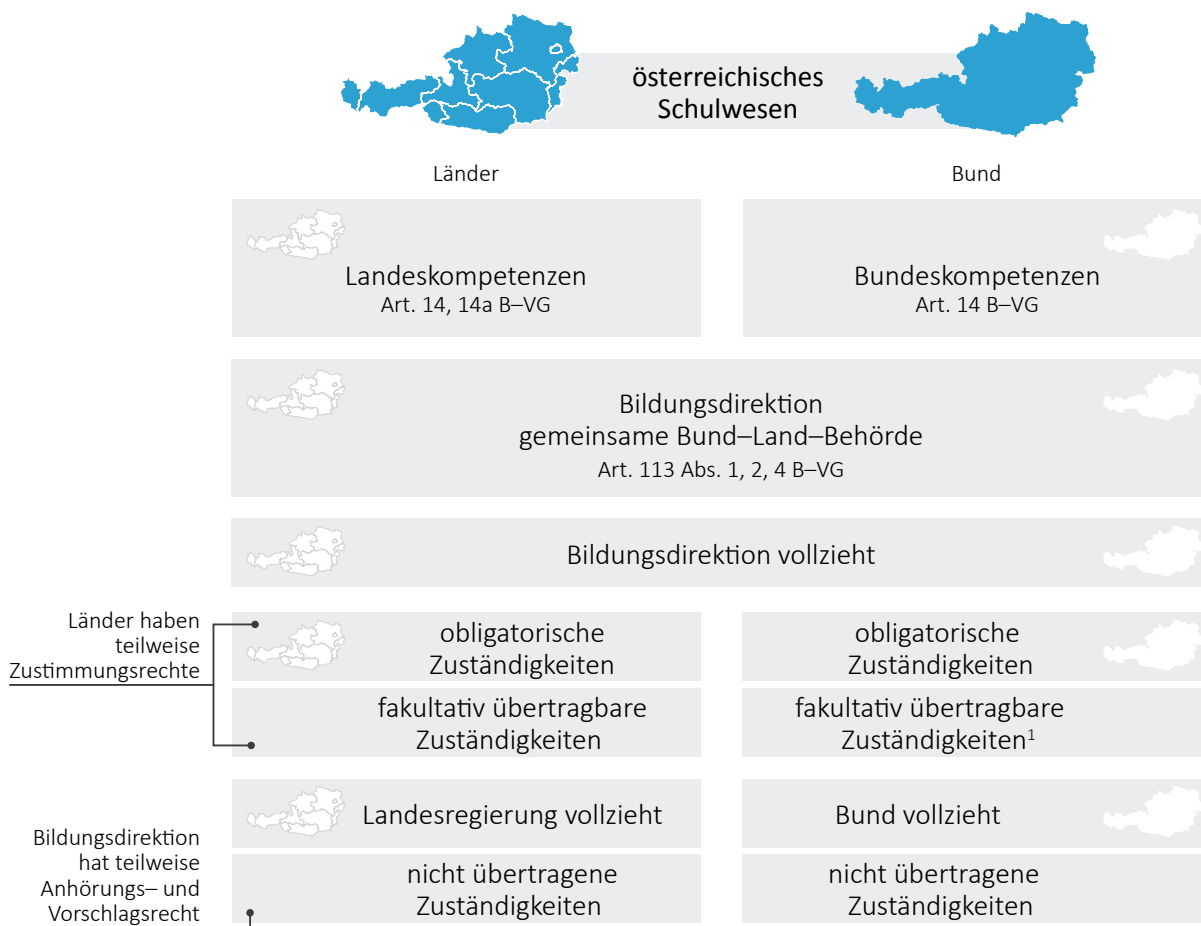 österreichisches
Schulwesen
Länder
Bund
Landeskompetenzen
Art. 14, 14a B–VG
Bundeskompetenzen
Art. 14 B–VG
Bildungsdirektion
gemeinsame Bund–Land–Behörde
Art. 113 Abs. 1, 2, 4 B–VG
Bildungsdirektion vollzieht
Länder haben
teilweise
Zustimmungsrechte
obligatorische
Zuständigkeiten
obligatorische
Zuständigkeiten
fakultativ übertragbare
Zuständigkeiten
fakultativ übertragbare
Zuständigkeiten¹
Landesregierung vollzieht
Bund vollzieht
Bildungsdirektion
hat teilweise
Anhörungs– und
Vorschlagsrecht
nicht übertragene
Zuständigkeiten
nicht übertragene
Zuständigkeiten